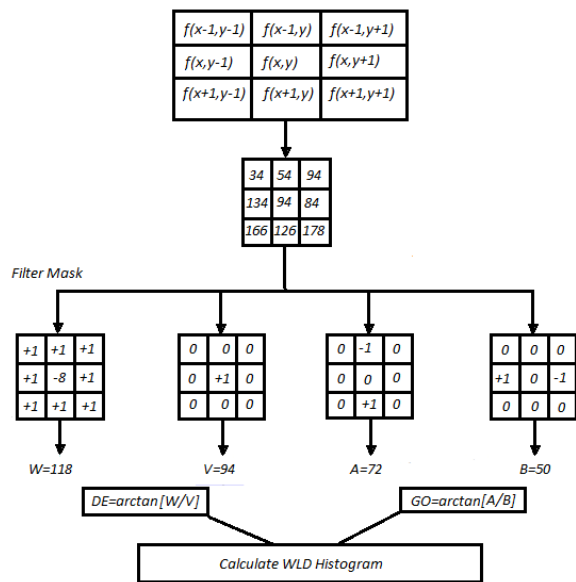 f(x-1,y-1) f(x-1,y) f(x-1,y+1)
f(x,y-1) f(x,y) f(x,y+1)
f(x+1,y-1) f(x+1,y) f(x+1,y+1)
34 54 94
134 94 84
166 126 178
Filter Mask
+1 +1 +1
+1 -8 +1
+1 +1 +1
0 0 0
0 +1 0
0 0 0
0 -1 0
0 0 0
0 +1 0
0 0 0
+1 0 -1
0 0 0
W=118
V=94
A=72
B=50
DE=arctan[W/V]
GO=arctan[A/B]
Calculate WLD Histogram